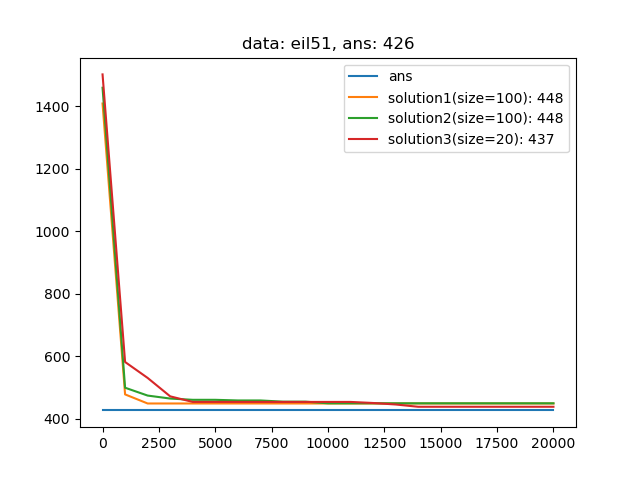 data: eil51, ans: 426
ans
solution1(size=100): 448
solution2(size=100): 448
solution3(size=20): 437
1400
1200
1000
800
600
400
0 2500 5000 7500 10000 12500 15000 17500 20000